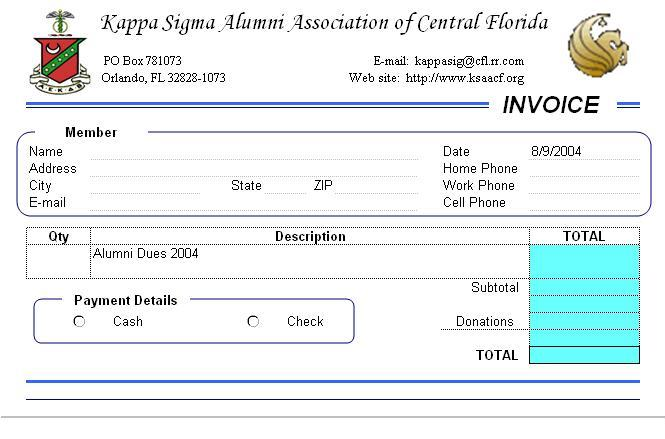 Kappa Sigma Alumni Association of Central Florida
PO Box 781073 E-mail: kappasig@cfl.rr.com
Orlando, FL 32828-1073 Web site: http://www.ksaacf.org
Α-Ε-Κ-Δ-Β
INVOICE
Member
Name Date 8/9/2004
Address Home Phone
City State ZIP Work Phone
E-mail Cell Phone
Qty Description TOTAL
Alumni Dues 2004
Subtotal
Payment Details
Cash Check Donations
TOTAL